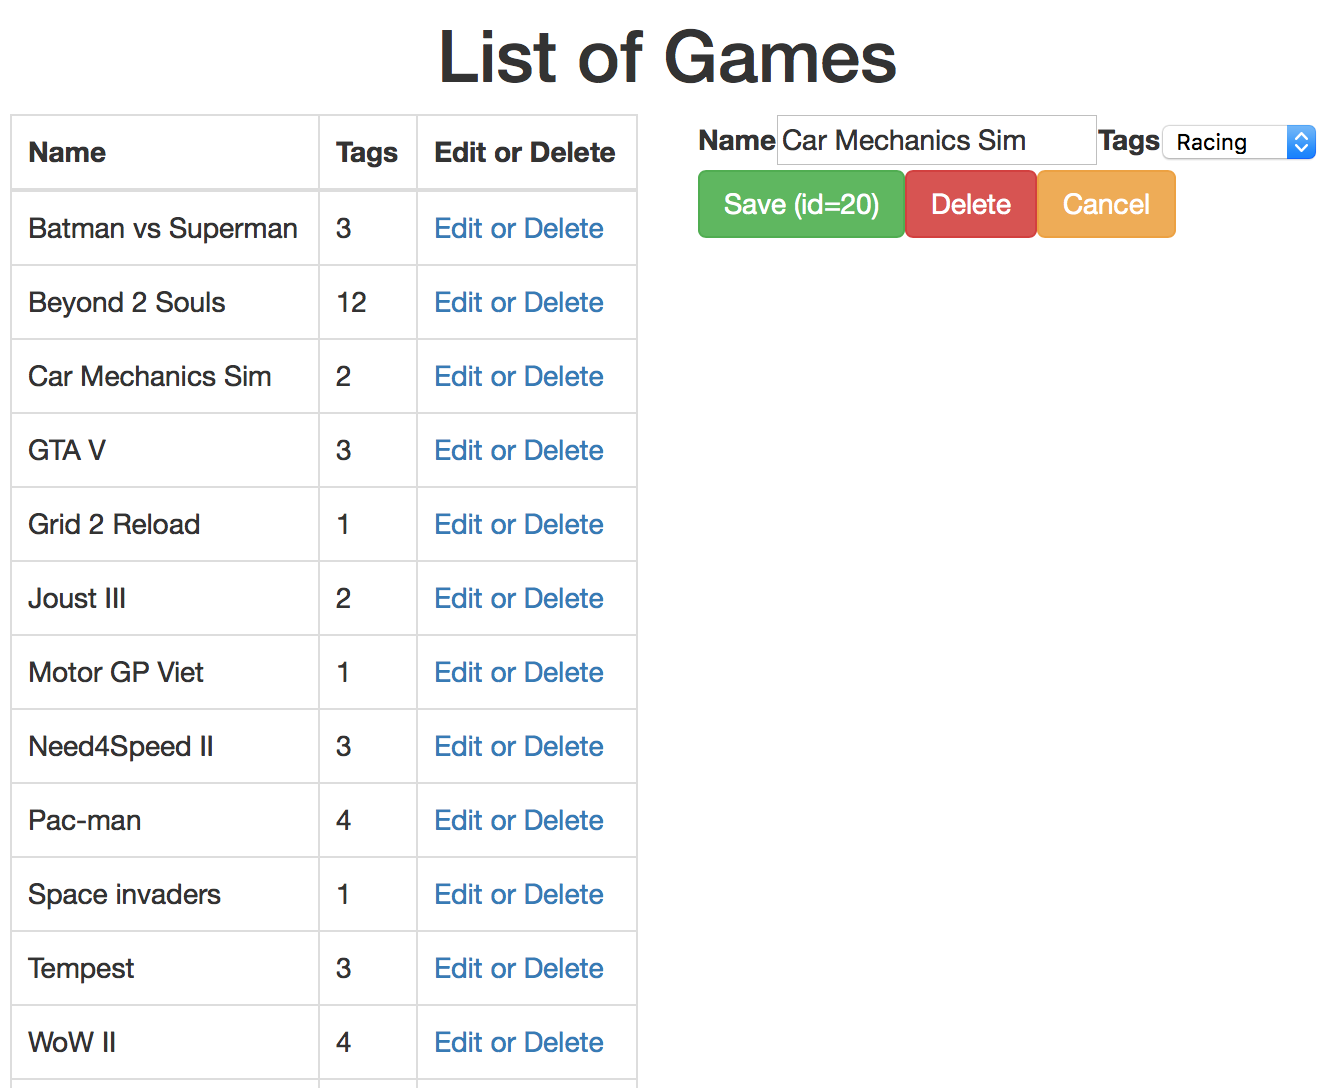 List of Games
Name Tags Edit or Delete
Batman vs Superman 3 Edit or Delete
Beyond 2 Souls 12 Edit or Delete
Car Mechanics Sim 2 Edit or Delete
GTA V 3 Edit or Delete
Grid 2 Reload 1 Edit or Delete
Joust III 2 Edit or Delete
Motor GP Viet 1 Edit or Delete
Need4Speed II 3 Edit or Delete
Pac-man 4 Edit or Delete
Space invaders 1 Edit or Delete
Tempest 3 Edit or Delete
WoW II 4 Edit or Delete
Name Car Mechanics Sim Tags Racing
Save (id=20) Delete Cancel